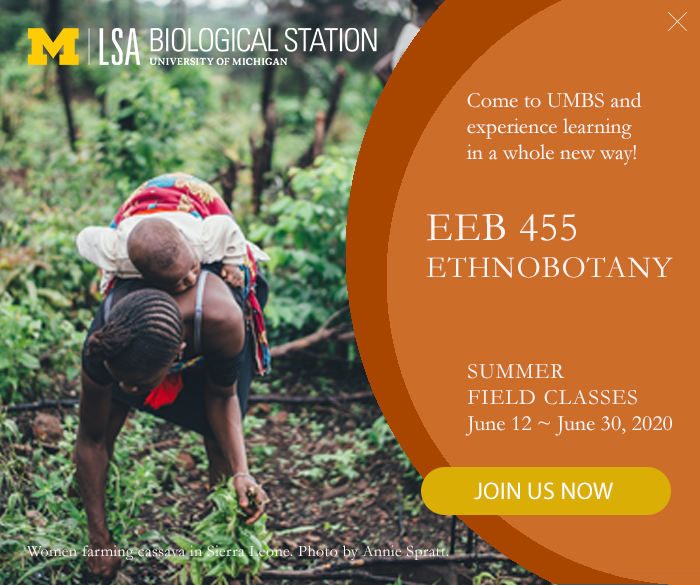 M LSA BIOLOGICAL STATION
UNIVERSITY OF MICHIGAN
Come to UMBS and
experience learning
in a whole new way!
EEB 455
ETHNOBOTANY
SUMMER
FIELD CLASSES
June 12 ~ June 30, 2020
JOIN US NOW
Women farming cassava in Sierra Leone. Photo by Annie Spratt.